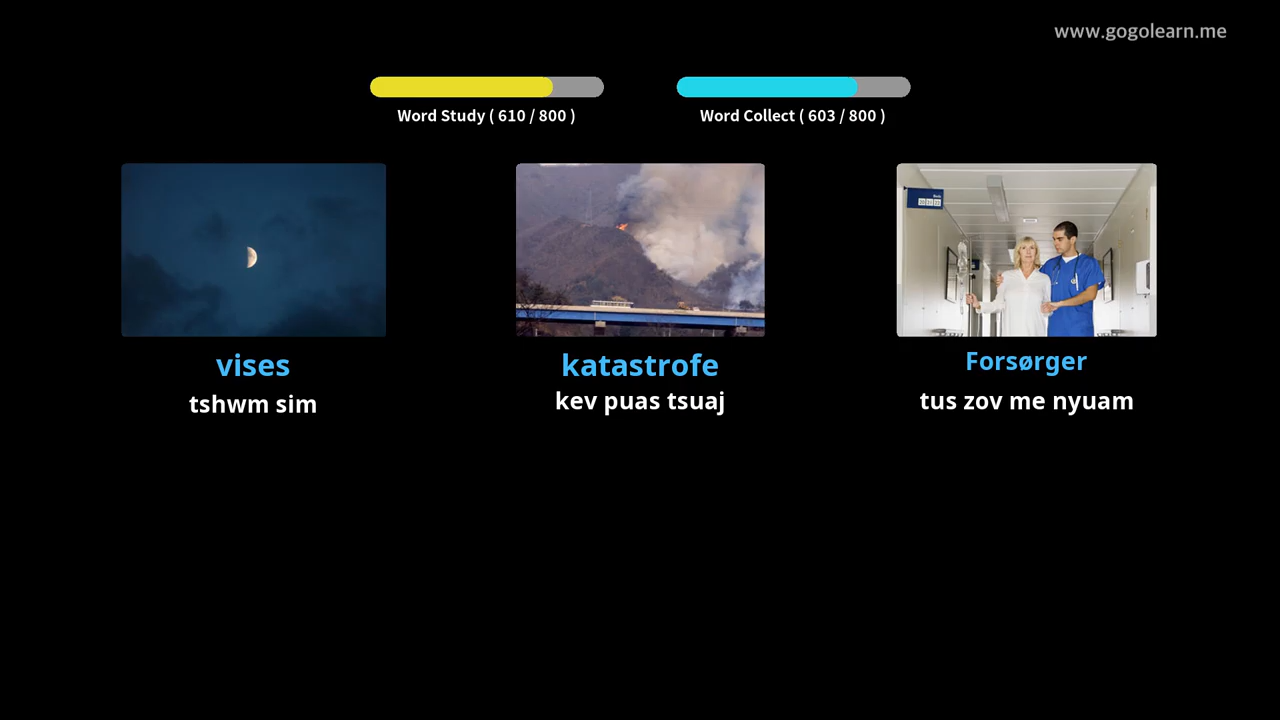 www.gogolearn.me
Word Study ( 610 / 800 )
Word Collect ( 603 / 800 )
vises
katastrofe
Forsørger
tshwm sim
kev puas tsuaj
tus zov me nyuam